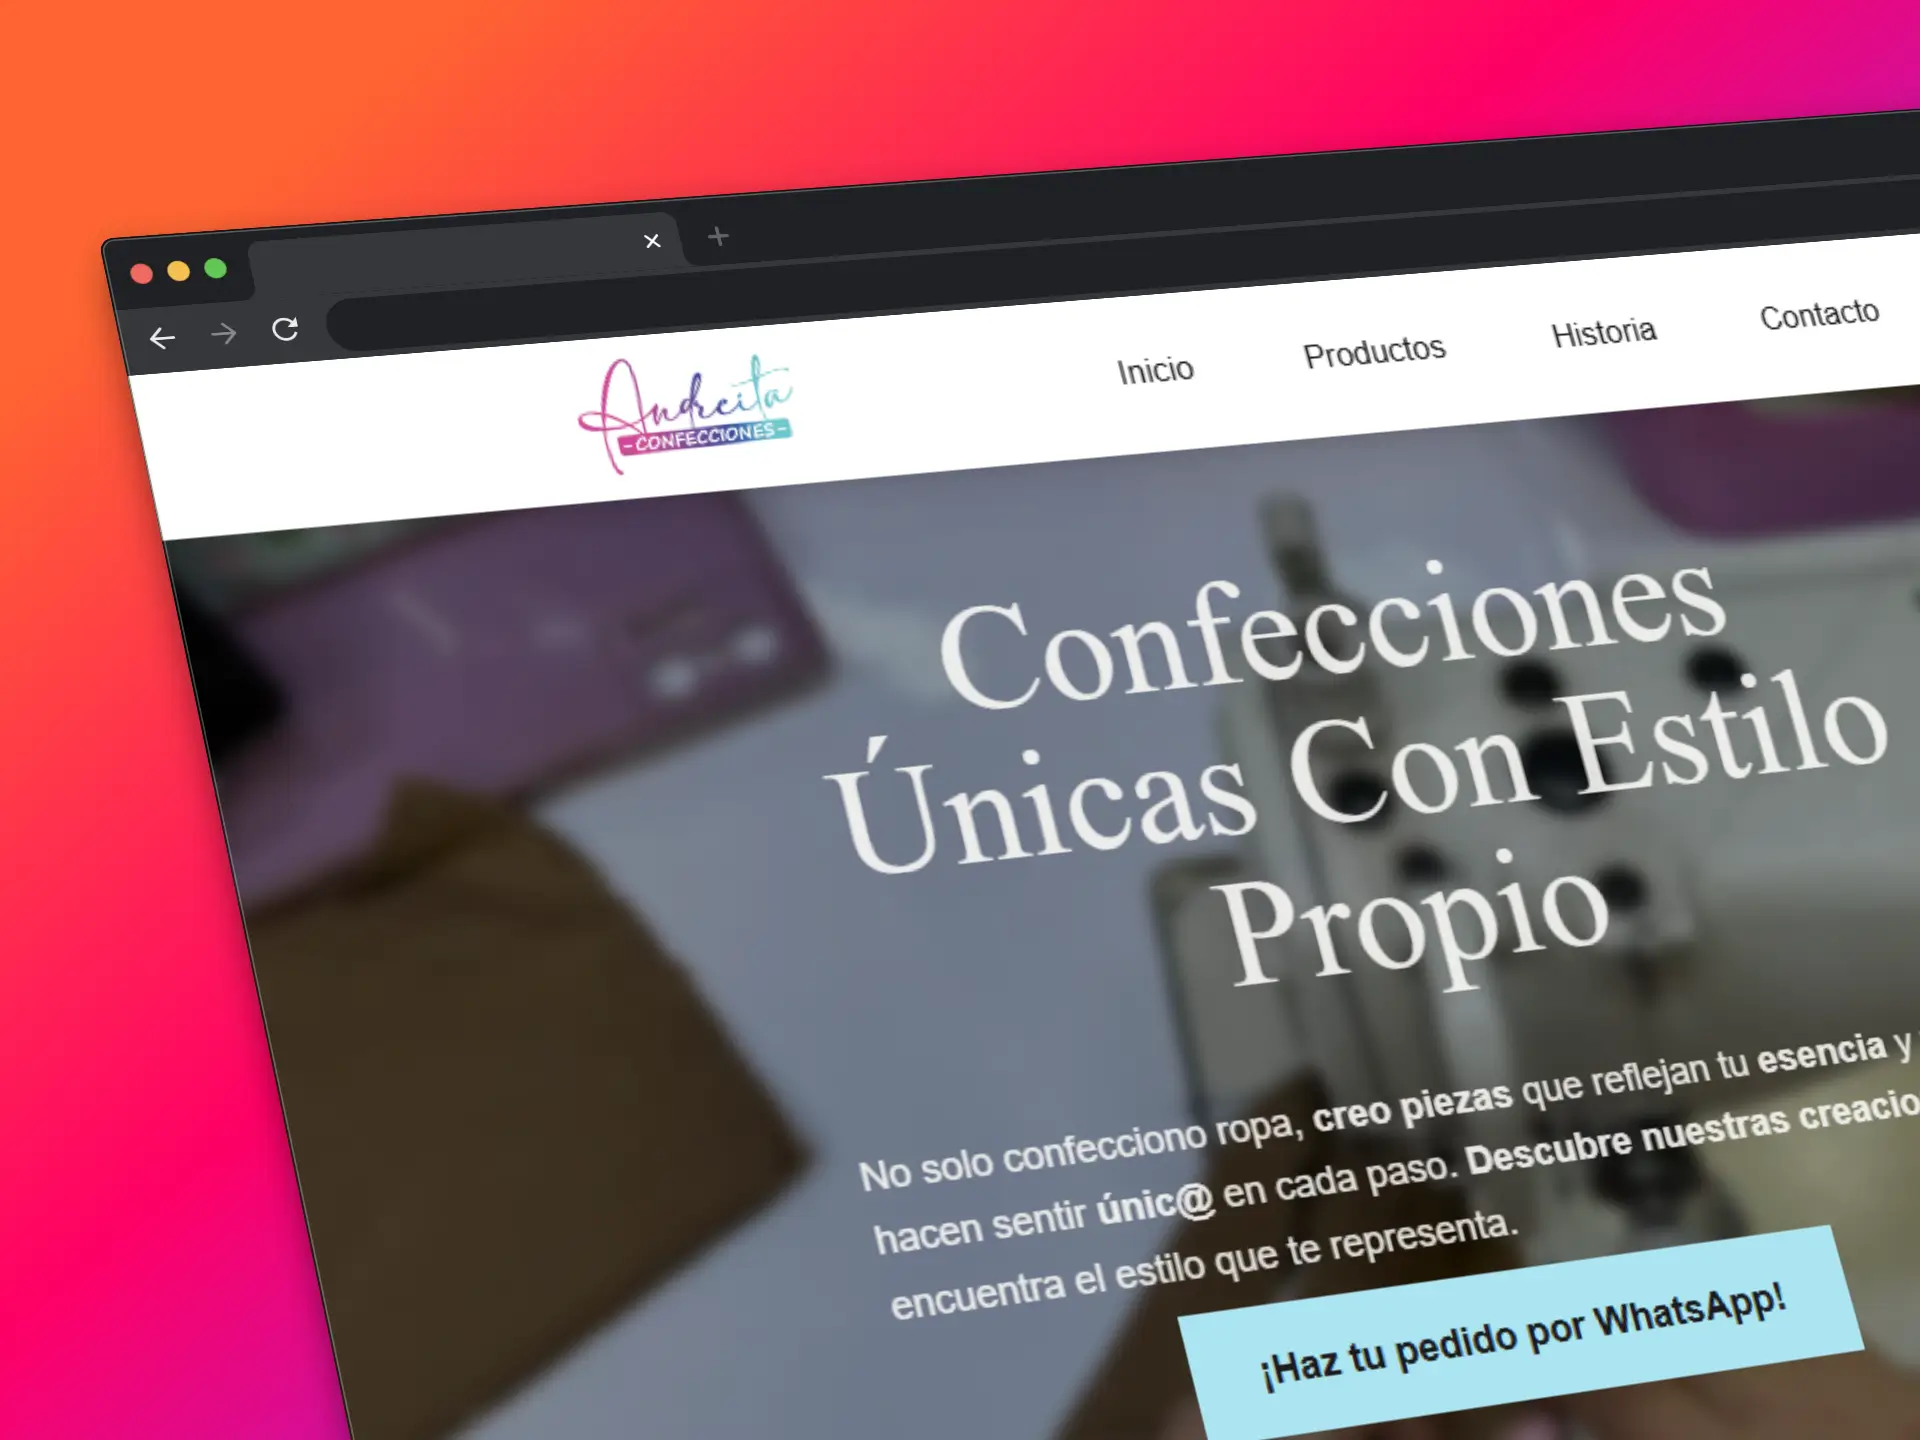 Andreita
-CONFECCIONES-
Inicio
Productos
Historia
Contacto
Confecciones
Únicas Con Estilo
Propio
No solo confecciono ropa, creo piezas que reflejan tu esencia y
hacen sentir únic@ en cada paso. Descubre nuestras
encuentra el estilo que te representa.
¡Haz tu pedido por WhatsApp!